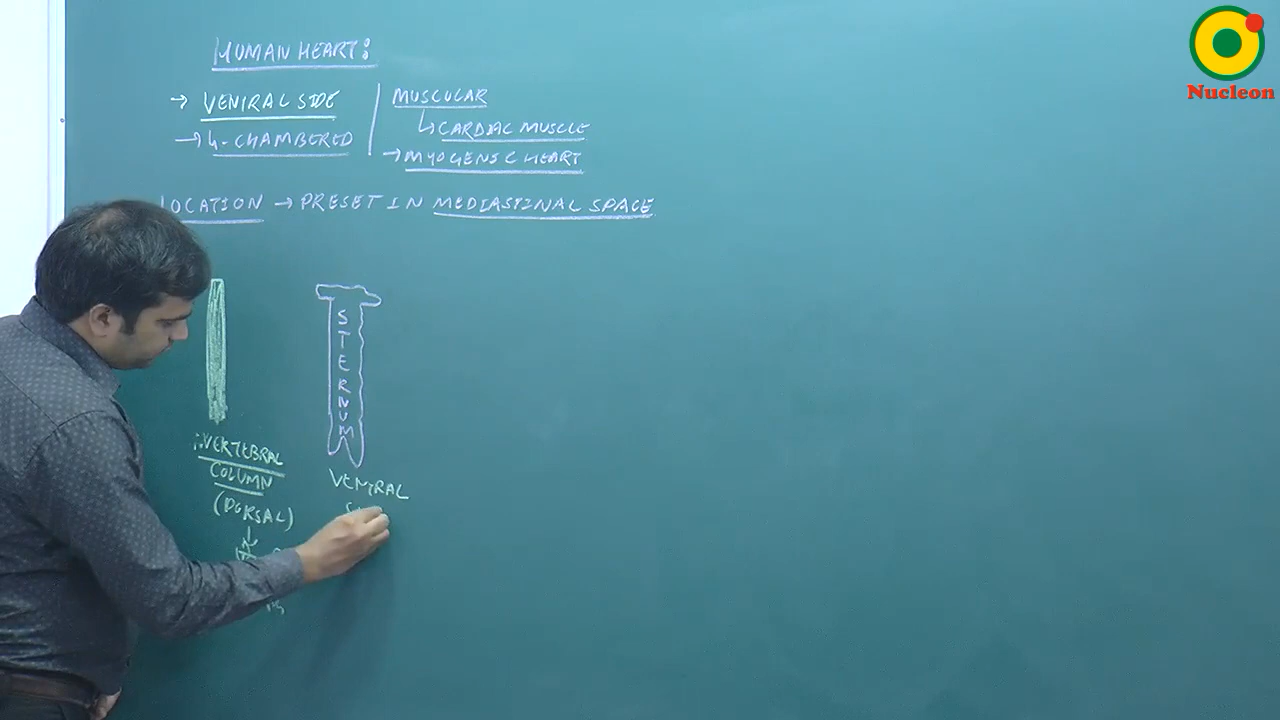 HUMAN HEART:
→ VENTRAL SIDE
→ 4-CHAMBERED
MUSCULAR
↳ CARDIAC MUSCLE
→ MYOGENIC HEART
LOCATION → PRESET IN MEDIASTINAL SPACE
STERNUM
VERTEBRAL
COLUMN
(DORSAL)
VENTRAL
Nucleon